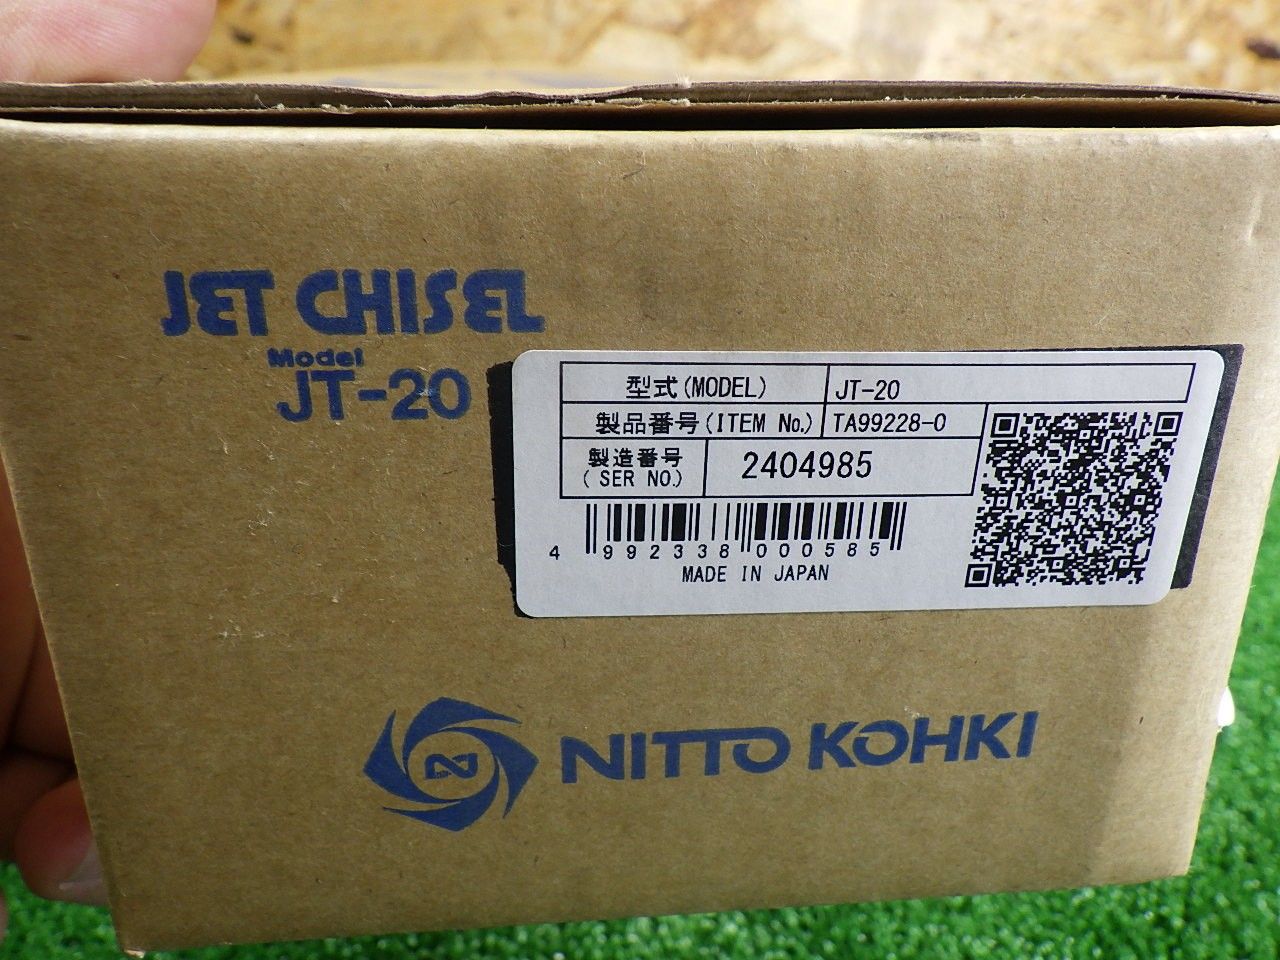 JET CHISEL
Model
JT-20
型式(MODEL) JT-20
製品番号(ITEM No.) TA99228-0
製造番号 2404985
(SER NO.)
4 992338 000585
MADE IN JAPAN
NITTO KOHKI